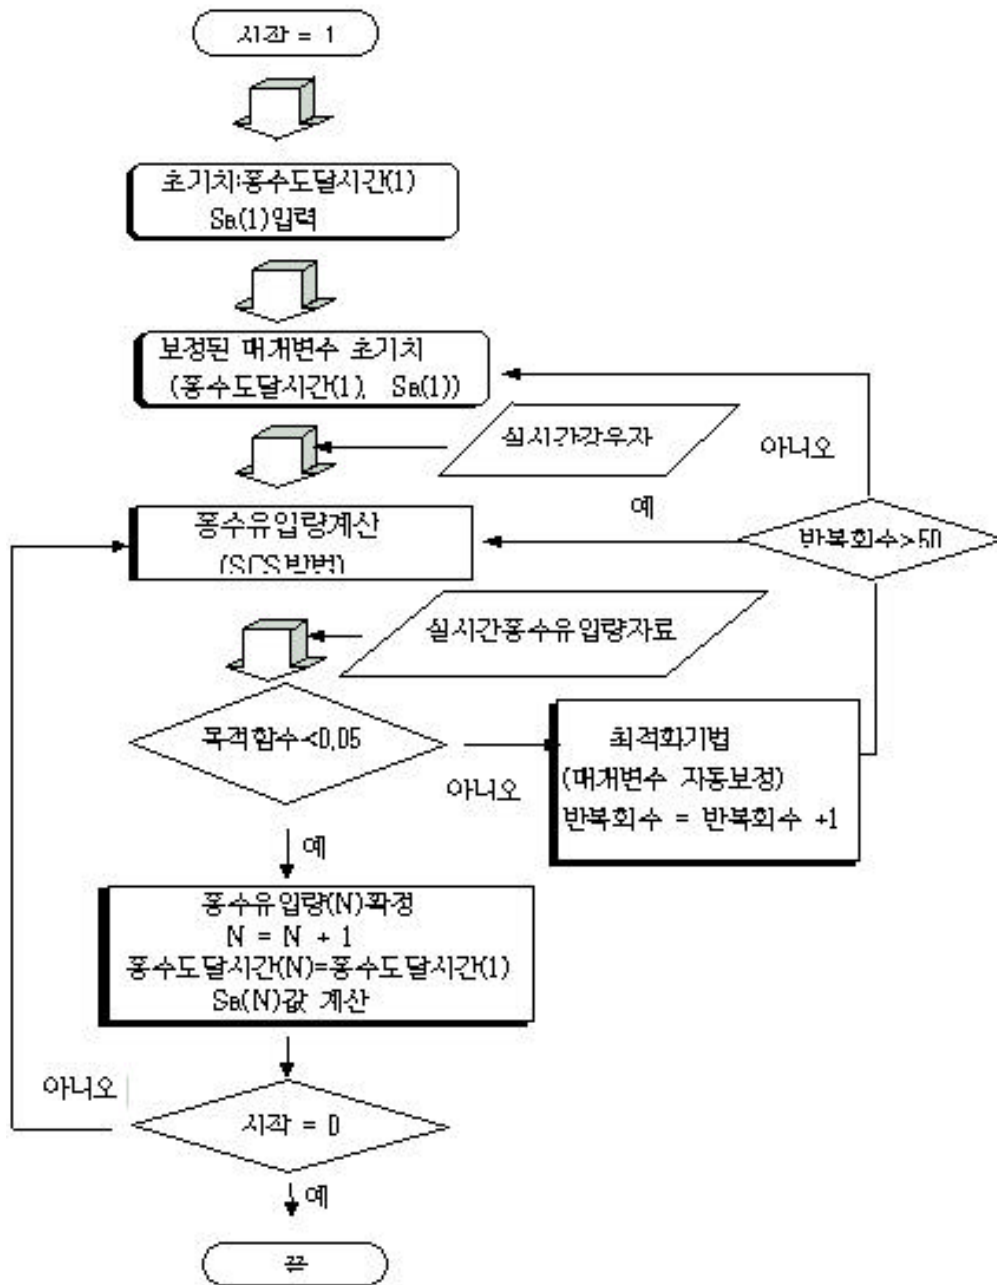 시작 = 1
초기치:홍수도달시간(1)
Sa(1)입력
보정된 매개변수 초기치
(홍수도달시간(1), Sa(1))
실시간강우자
아니오
예
홍수유입량계산
(SCS방법)
반복회수>50
실시간홍수유입량자료
목적함수<0.05
아니오
최적화기법
(매개변수 자동보정)
반복회수 = 반복회수 +1
예
홍수유입량(N)확정
N = N + 1
홍수도달시간(N)=홍수도달시간(1)
Sa(N)값 계산
아니오
시작 = 0
예
끝